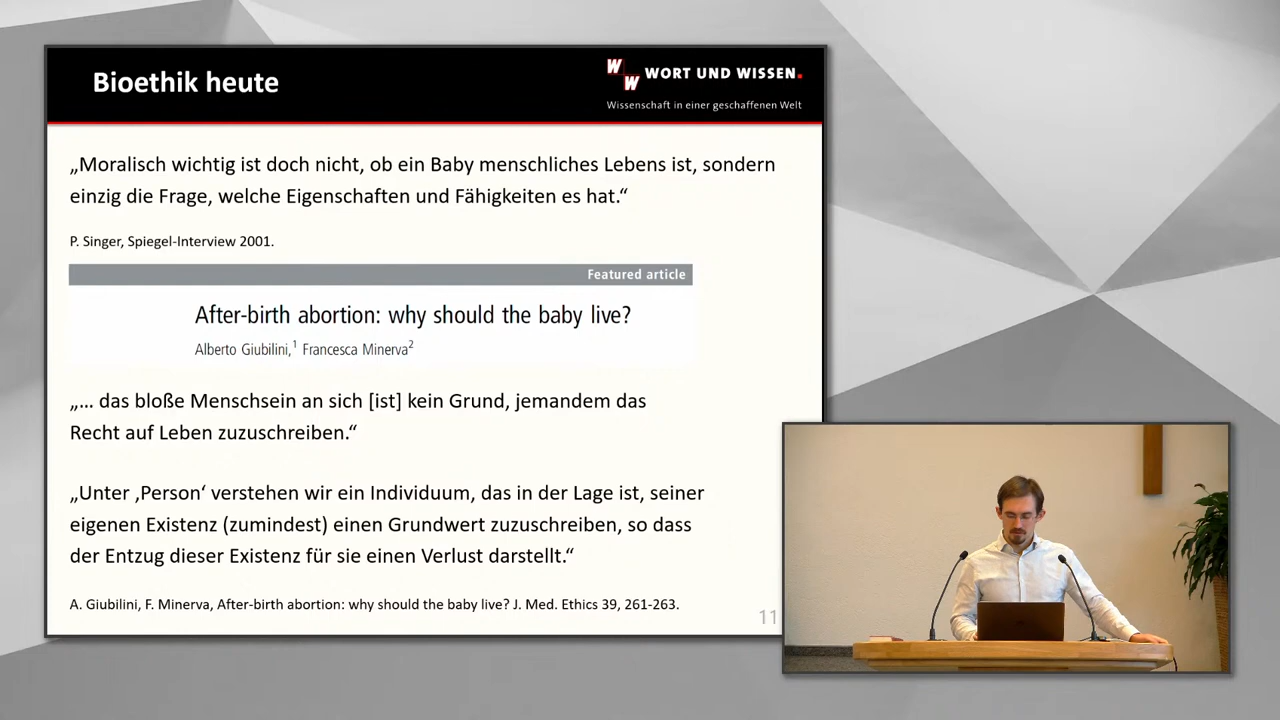 Bioethik heute
W
W WORT UND WISSEN.
Wissenschaft in einer geschaffenen Welt
„Moralisch wichtig ist doch nicht, ob ein Baby menschliches Lebens ist, sondern
einzig die Frage, welche Eigenschaften und Fähigkeiten es hat.“
P. Singer, Spiegel-Interview 2001.
Featured article
After-birth abortion: why should the baby live?
Alberto Giubilini,1 Francesca Minerva2
„… das bloße Menschsein an sich [ist] kein Grund, jemandem das
Recht auf Leben zuzuschreiben.“
„Unter ‚Person‘ verstehen wir ein Individuum, das in der Lage ist, seiner
eigenen Existenz (zumindest) einen Grundwert zuzuschreiben, so dass
der Entzug dieser Existenz für sie einen Verlust darstellt.“
A. Giubilini, F. Minerva, After-birth abortion: why should the baby live? J. Med. Ethics 39, 261-263.
11